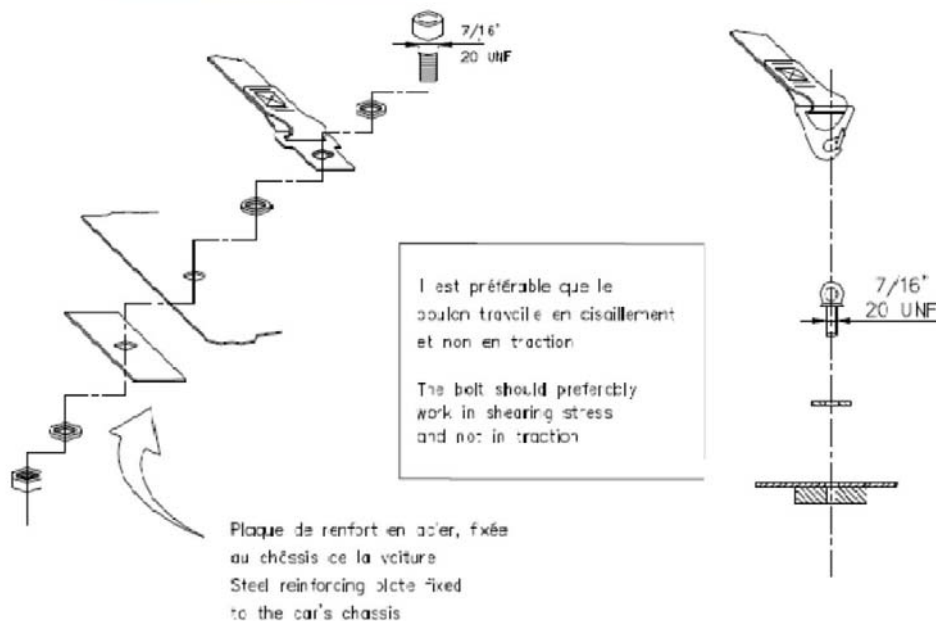 7/16"
20 UNF
Il est préférable que le
boulon travaille en cisaillement
et non en traction
The bolt should preferably
work in shearing stress
and not in traction
7/16"
20 UNF
Plaque de renfort en acier, fixée
au châssis de la voiture
Steel reinforcing plate fixed
to the car's chassis